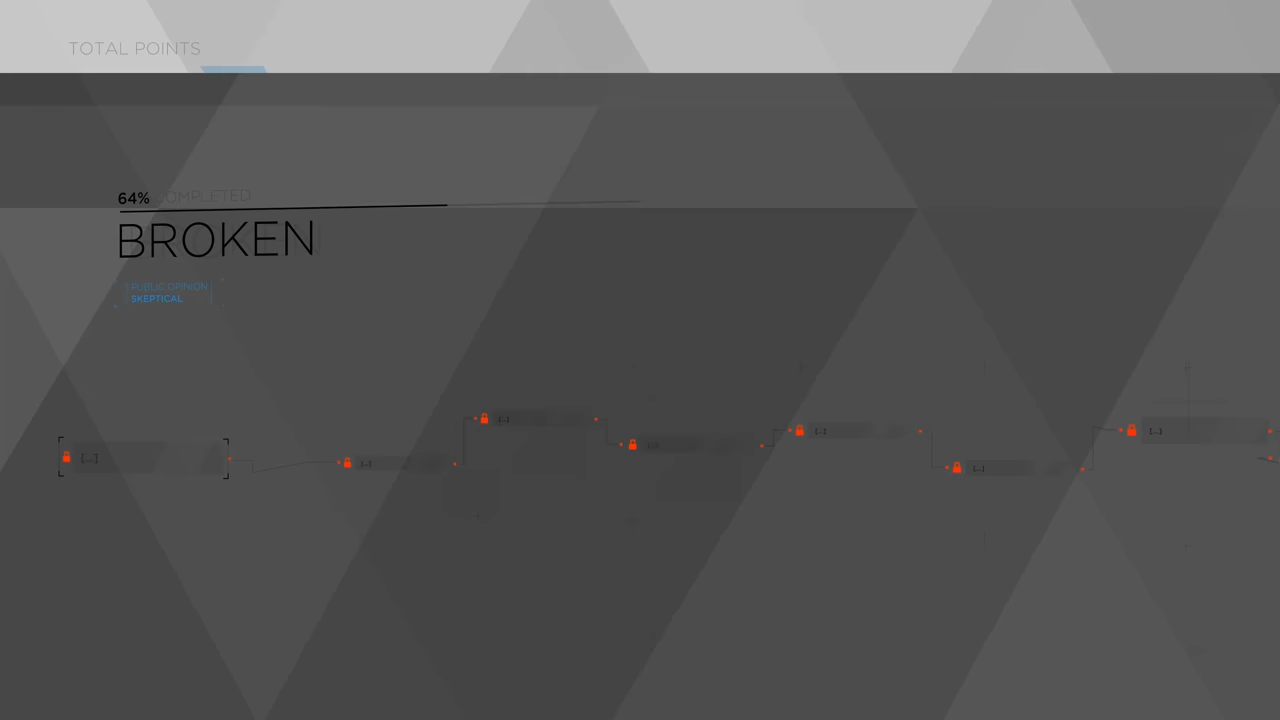 TOTAL POINTS
64% COMPLETED
BROKEN
PUBLIC OPINION
SKEPTICAL
[...]
[...]
[...]
[...]
[...]
[...]
[...]